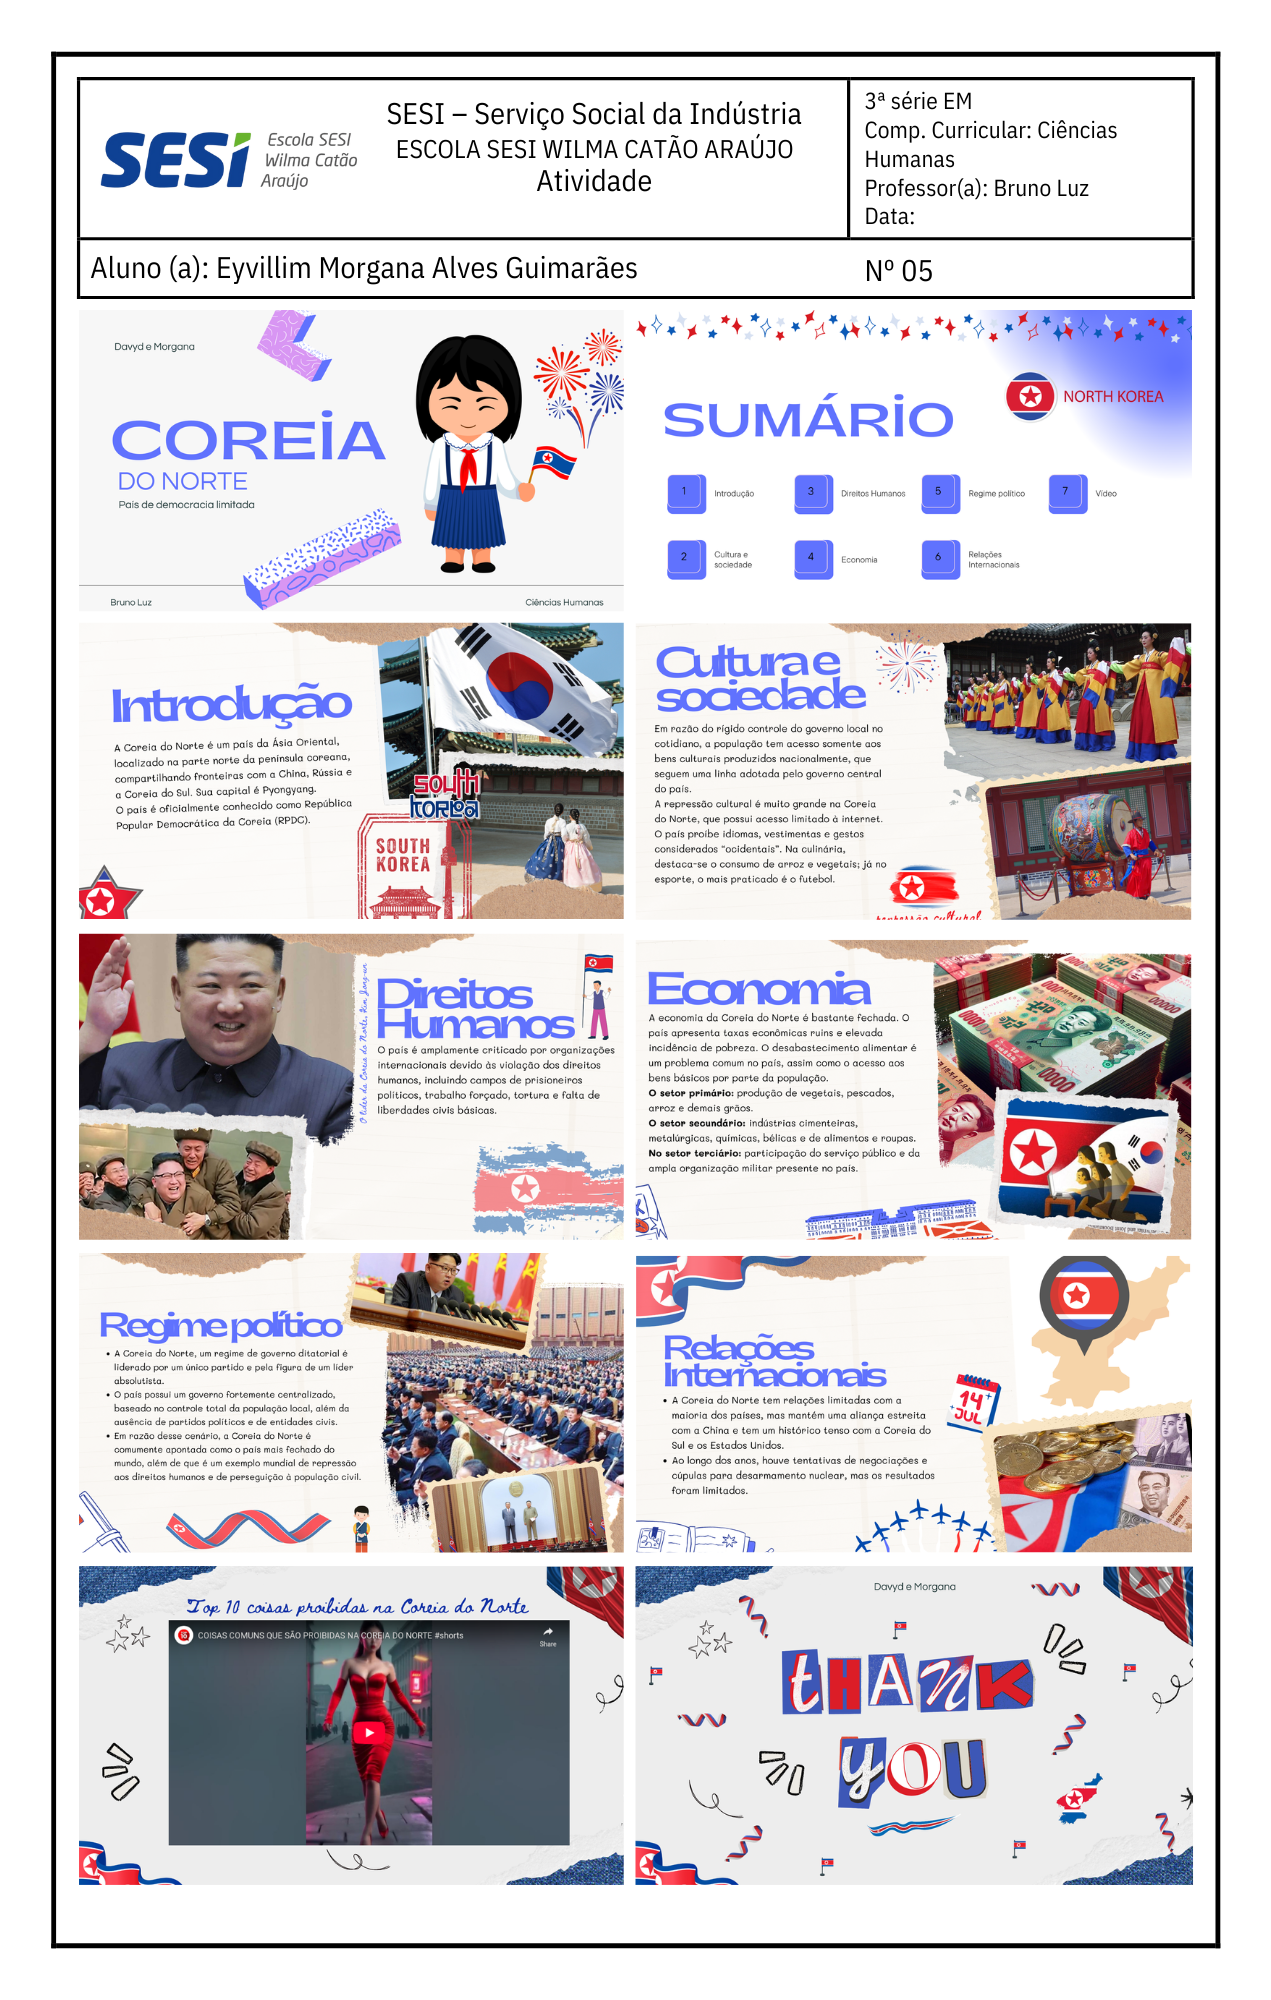 SESI
Escola SESI
Wilma Catão
Araújo
SESI – Serviço Social da Indústria
ESCOLA SESI WILMA CATÃO ARAÚJO
Atividade
3ª série EM
Comp. Curricular: Ciências
Humanas
Professor(a): Bruno Luz
Data:
Aluno (a): Eyvillim Morgana Alves Guimarães
Nº 05
Davyd e Morgana
COREIA
DO NORTE
País de democracia limitada
Bruno Luz
Ciências Humanas
NORTH KOREA
SUMÁRIO
1 Introdução
3 Direitos Humanos
5 Regime político
7 Vídeo
2 Cultura e
sociedade
4 Economia
6 Relações
Internacionais
Introdução
A Coreia do Norte é um país da Ásia Oriental,
localizado na parte norte da península coreana,
compartilhando fronteiras com a China, Rússia e
a Coreia do Sul. Sua capital é Pyongyang.
O país é oficialmente conhecido como República
Popular Democrática da Coreia (RPDC).
south
korea
SOUTH
KOREA
Cultura e
sociedade
Em razão do rígido controle do governo local no
cotidiano, a população tem acesso somente aos
bens culturais produzidos nacionalmente, que
seguem uma linha adotada pelo governo central
do país.
A repressão cultural é muito grande na Coreia
do Norte, que possui acesso limitado à internet.
O país proíbe idiomas, vestimentas e gestos
considerados “ocidentais”. Na culinária,
destaca-se o consumo de arroz e vegetais; já no
esporte, o mais praticado é o futebol.
repressão cultural
O líder da Coreia do Norte, Kim Jong-un
Direitos
Humanos
O país é amplamente criticado por organizações
internacionais devido às violação dos direitos
humanos, incluindo campos de prisioneiros
políticos, trabalho forçado, tortura e falta de
liberdades civis básicas.
Economia
A economia da Coreia do Norte é bastante fechada. O
país apresenta taxas econômicas ruins e elevada
incidência de pobreza. O desabastecimento alimentar é
um problema comum no país, assim como o acesso aos
bens básicos por parte da população.
O setor primário: produção de vegetais, pescados,
arroz e demais grãos.
O setor secundário: indústrias cimenteiras,
metalúrgicas, químicas, bélicas e de alimentos e roupas.
No setor terciário: participação do serviço público e da
ampla organização militar presente no país.
Regime político
• A Coreia do Norte, um regime de governo ditatorial é
liderado por um único partido e pela figura de um líder
absolutista.
• O país possui um governo fortemente centralizado,
baseado no controle total da população local, além da
ausência de partidos políticos e de entidades civis.
• Em razão desse cenário, a Coreia do Norte é
comumente apontada como o país mais fechado do
mundo, além de que é um exemplo mundial de repressão
aos direitos humanos e de perseguição à população civil.
Relações
Internacionais
• A Coreia do Norte tem relações limitadas com a
maioria dos países, mas mantém uma aliança estreita
com a China e tem um histórico tenso com a Coreia do
Sul e os Estados Unidos.
• Ao longo dos anos, houve tentativas de negociações e
cúpulas para desarmamento nuclear, mas os resultados
foram limitados.
14
JUL
Top 10 coisas proibidas na Coreia do Norte
COISAS COMUNS QUE SÃO PROIBIDAS NA COREIA DO NORTE #shorts
Share
Davyd e Morgana
tHANK
yOU